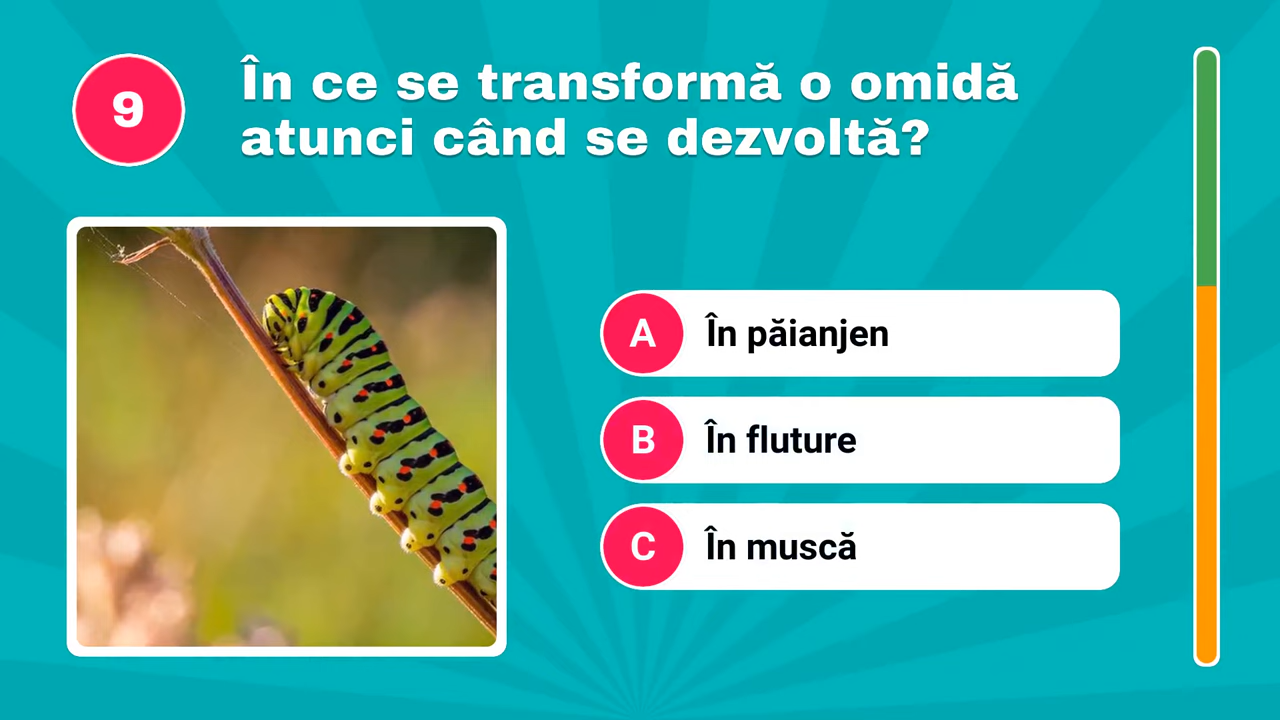 9
În ce se transformă o omidă
atunci când se dezvoltă?
A În păianjen
B În fluture
C În muscă